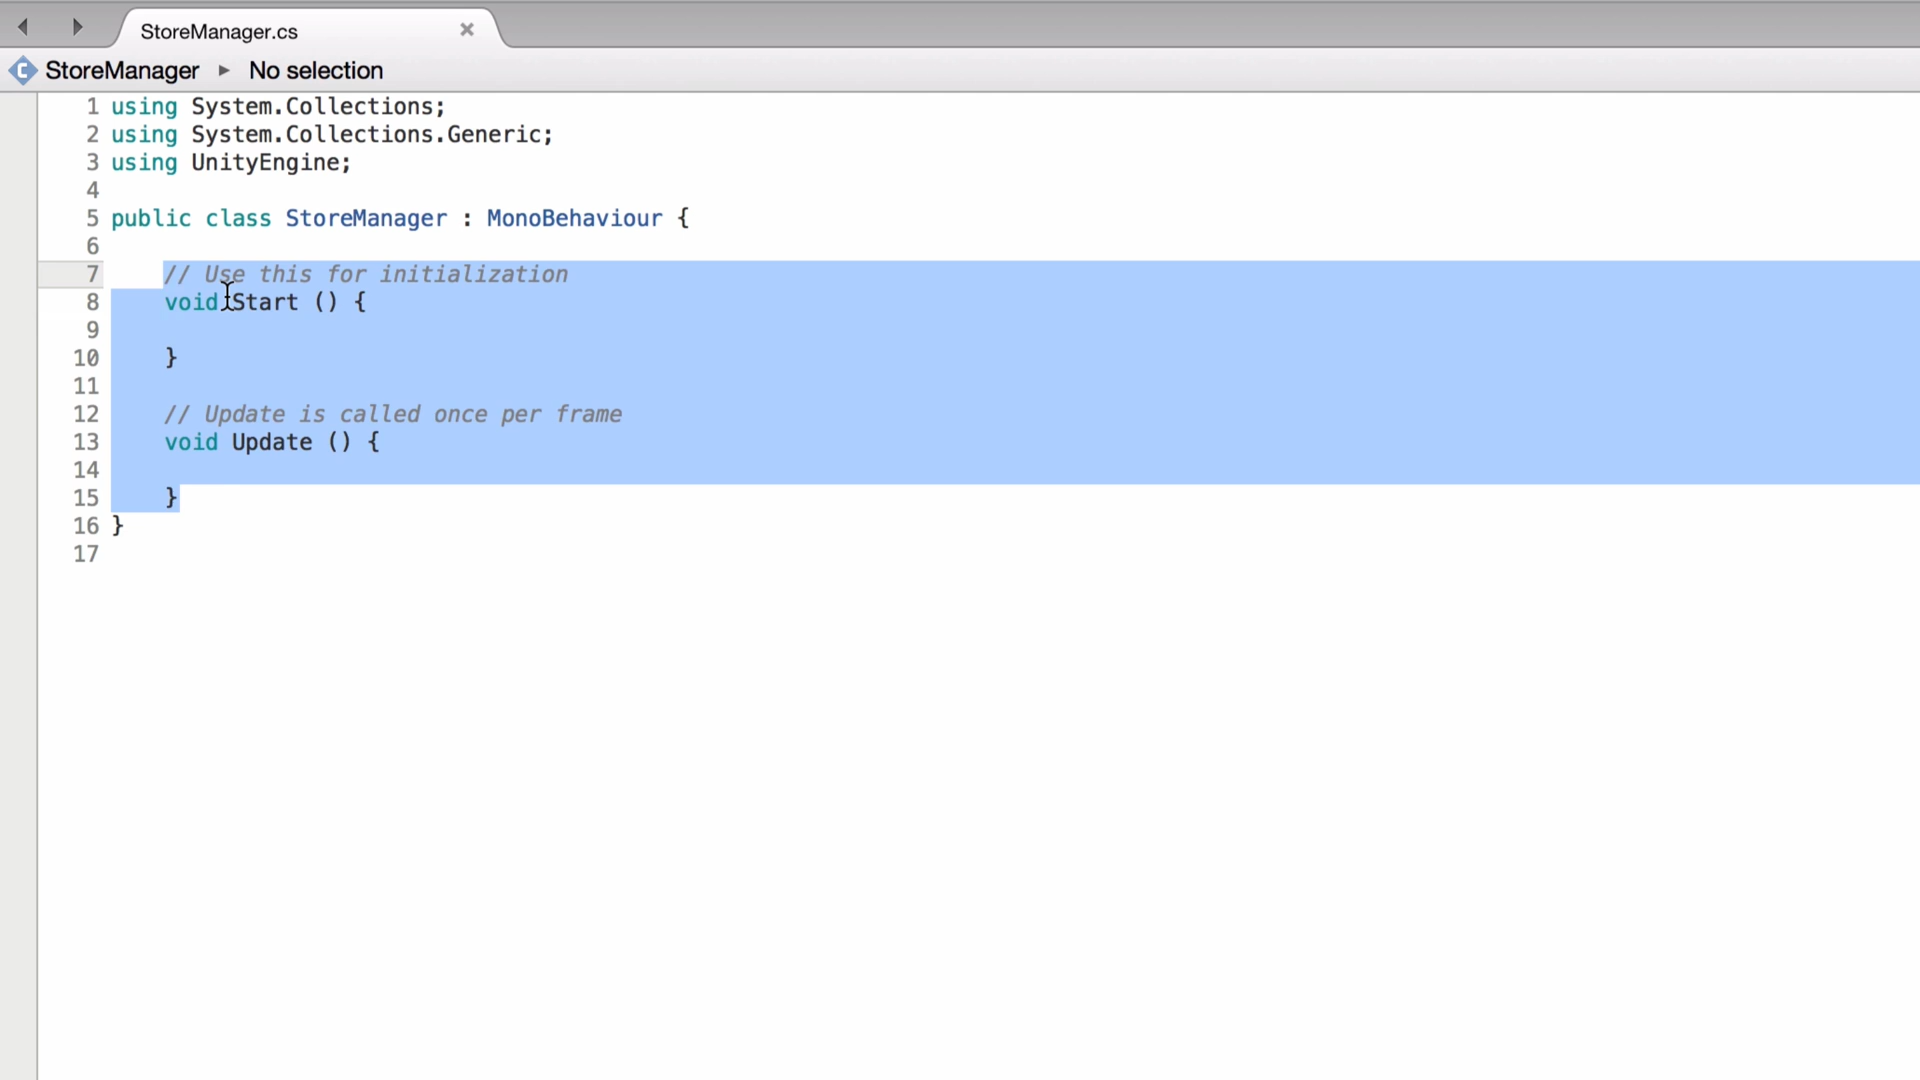 StoreManager.cs
StoreManager ▸ No selection
1 using System.Collections;
2 using System.Collections.Generic;
3 using UnityEngine;
4
5 public class StoreManager : MonoBehaviour {
6
7     // Use this for initialization
8     void Start () {
9
10     }
11
12     // Update is called once per frame
13     void Update () {
14
15     }
16 }
17